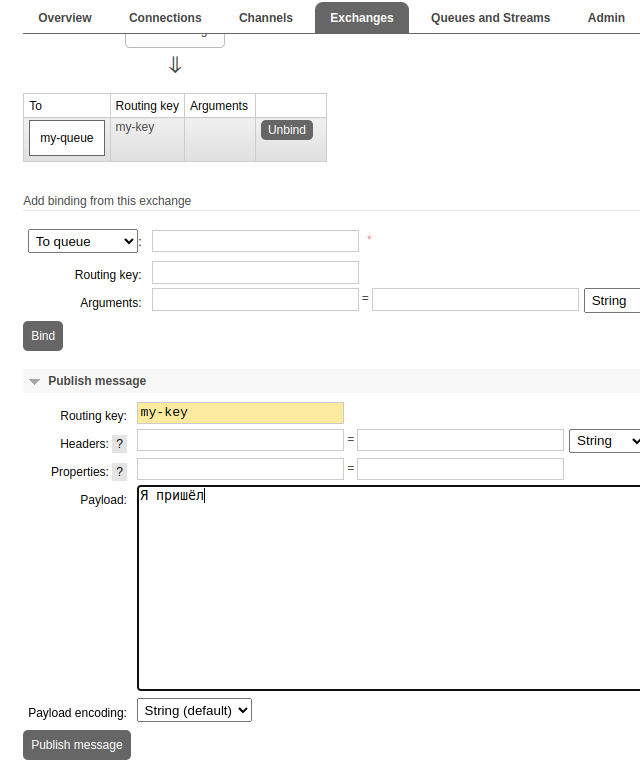 Overview Connections Channels Exchanges Queues and Streams Admin
⇓
To Routing key Arguments
my-queue my-key Unbind
Add binding from this exchange
To queue : *
Routing key:
Arguments: = String
Bind
Publish message
Routing key: my-key
Headers: ? = String
Properties: ? =
Payload: Я пришёл
Payload encoding: String (default)
Publish message